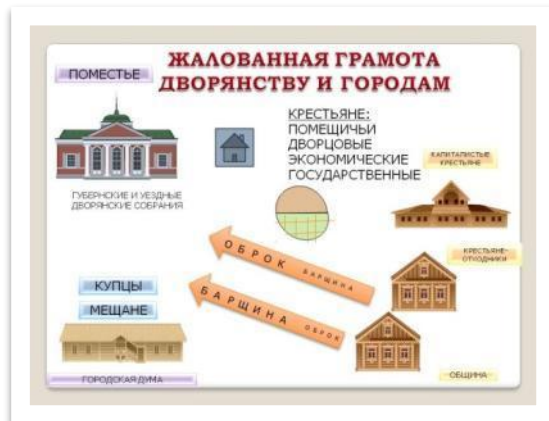 ЖАЛОВАННАЯ ГРАМОТА
ДВОРЯНСТВУ И ГОРОДАМ
ПОМЕСТЬЕ
ГУБЕРНСКИЕ И УЕЗДНЫЕ
ДВОРЯНСКИЕ СОБРАНИЯ
КРЕСТЬЯНЕ:
ПОМЕЩИЧЬИ
ДВОРЦОВЫЕ
ЭКОНОМИЧЕСКИЕ
ГОСУДАРСТВЕННЫЕ
КАПИТАЛИСТЫЕ
КРЕСТЬЯНЕ
КРЕСТЬЯНЕ-
ОТХОДНИКИ
ОБРОК БАРЩИНА
БАРЩИНА ОБРОК
КУПЦЫ
МЕЩАНЕ
ГОРОДСКАЯ ДУМА
ОБЩИНА